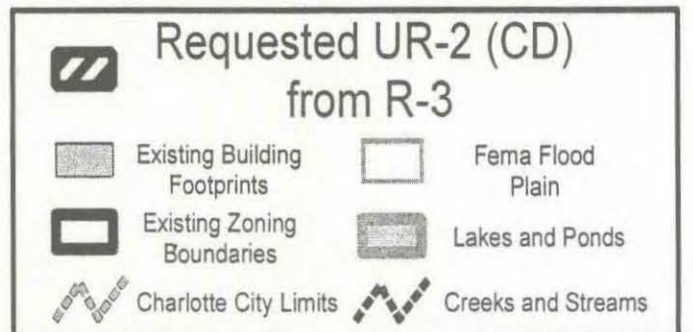 Requested UR-2 (CD)
from R-3
Existing Building
Footprints
Fema Flood
Plain
Existing Zoning
Boundaries
Lakes and Ponds
Charlotte City Limits
Creeks and Streams